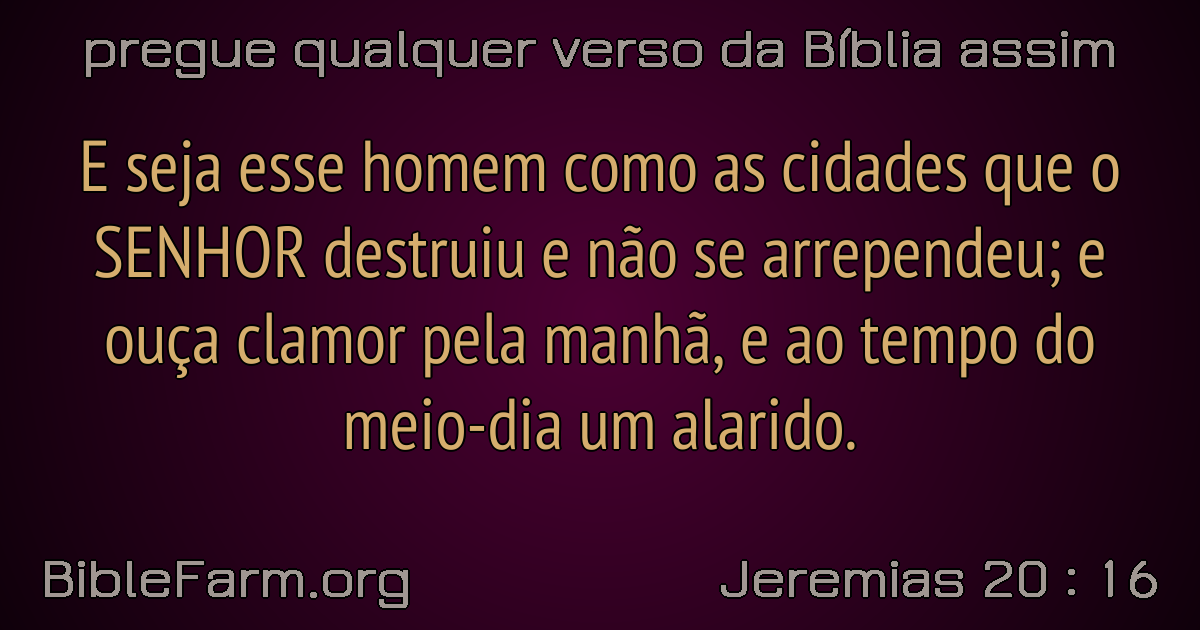 pregue qualquer verso da Bíblia assim
E seja esse homem como as cidades que o
SENHOR destruiu e não se arrependeu; e
ouça clamor pela manhã, e ao tempo do
meio-dia um alarido.
BibleFarm.org
Jeremias 20 : 16